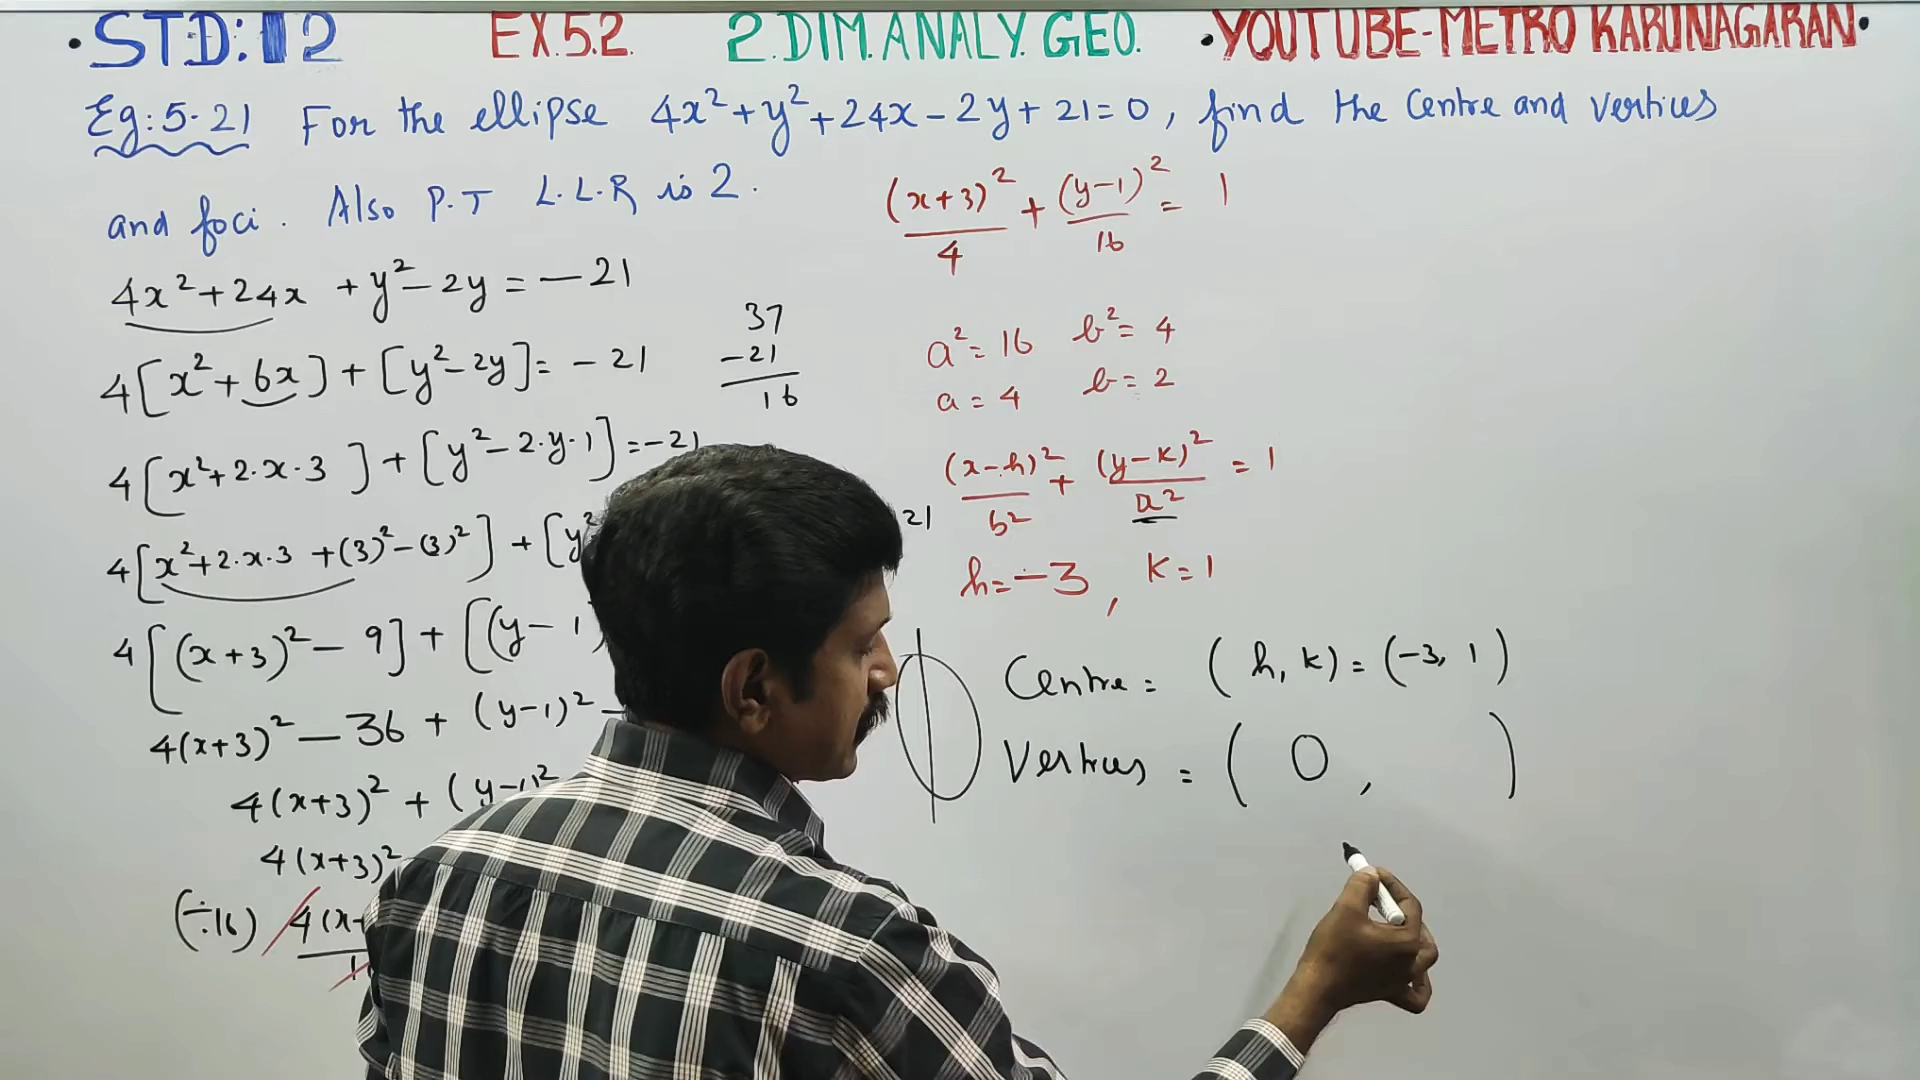 • STD: 12 EX.5.2. 2.DIM.ANALY.GEO. •YOUTUBE-METRO KARUNAGARAN•
Eg:5.21 For the ellipse 4x²+y²+24x-2y+21=0, find the Centre and vertices
and foci. Also P.T L.L.R is 2.
4x²+24x +y²-2y=-21
4[x²+6x]+[y²-2y]=-21
4[x²+2.x.3 ]+[y²-2.y.1]=-21
4[x²+2.x.3 +(3)²-(3)²]+[y² 21
4[(x+3)²-9]+[(y-1
4(x+3)²-36+(y-1)²-
4(x+3)²+(y-1)²
4(x+3)²
(÷16) 4(x+
1
37
-21
16
(x+3)²/4 + (y-1)²/16 = 1
a²=16 b²=4
a=4 b=2
(x-h)²/b² + (y-k)²/a² = 1
h=-3, k=1
Centre = (h,k)=(-3,1)
Vertices = ( 0 , )